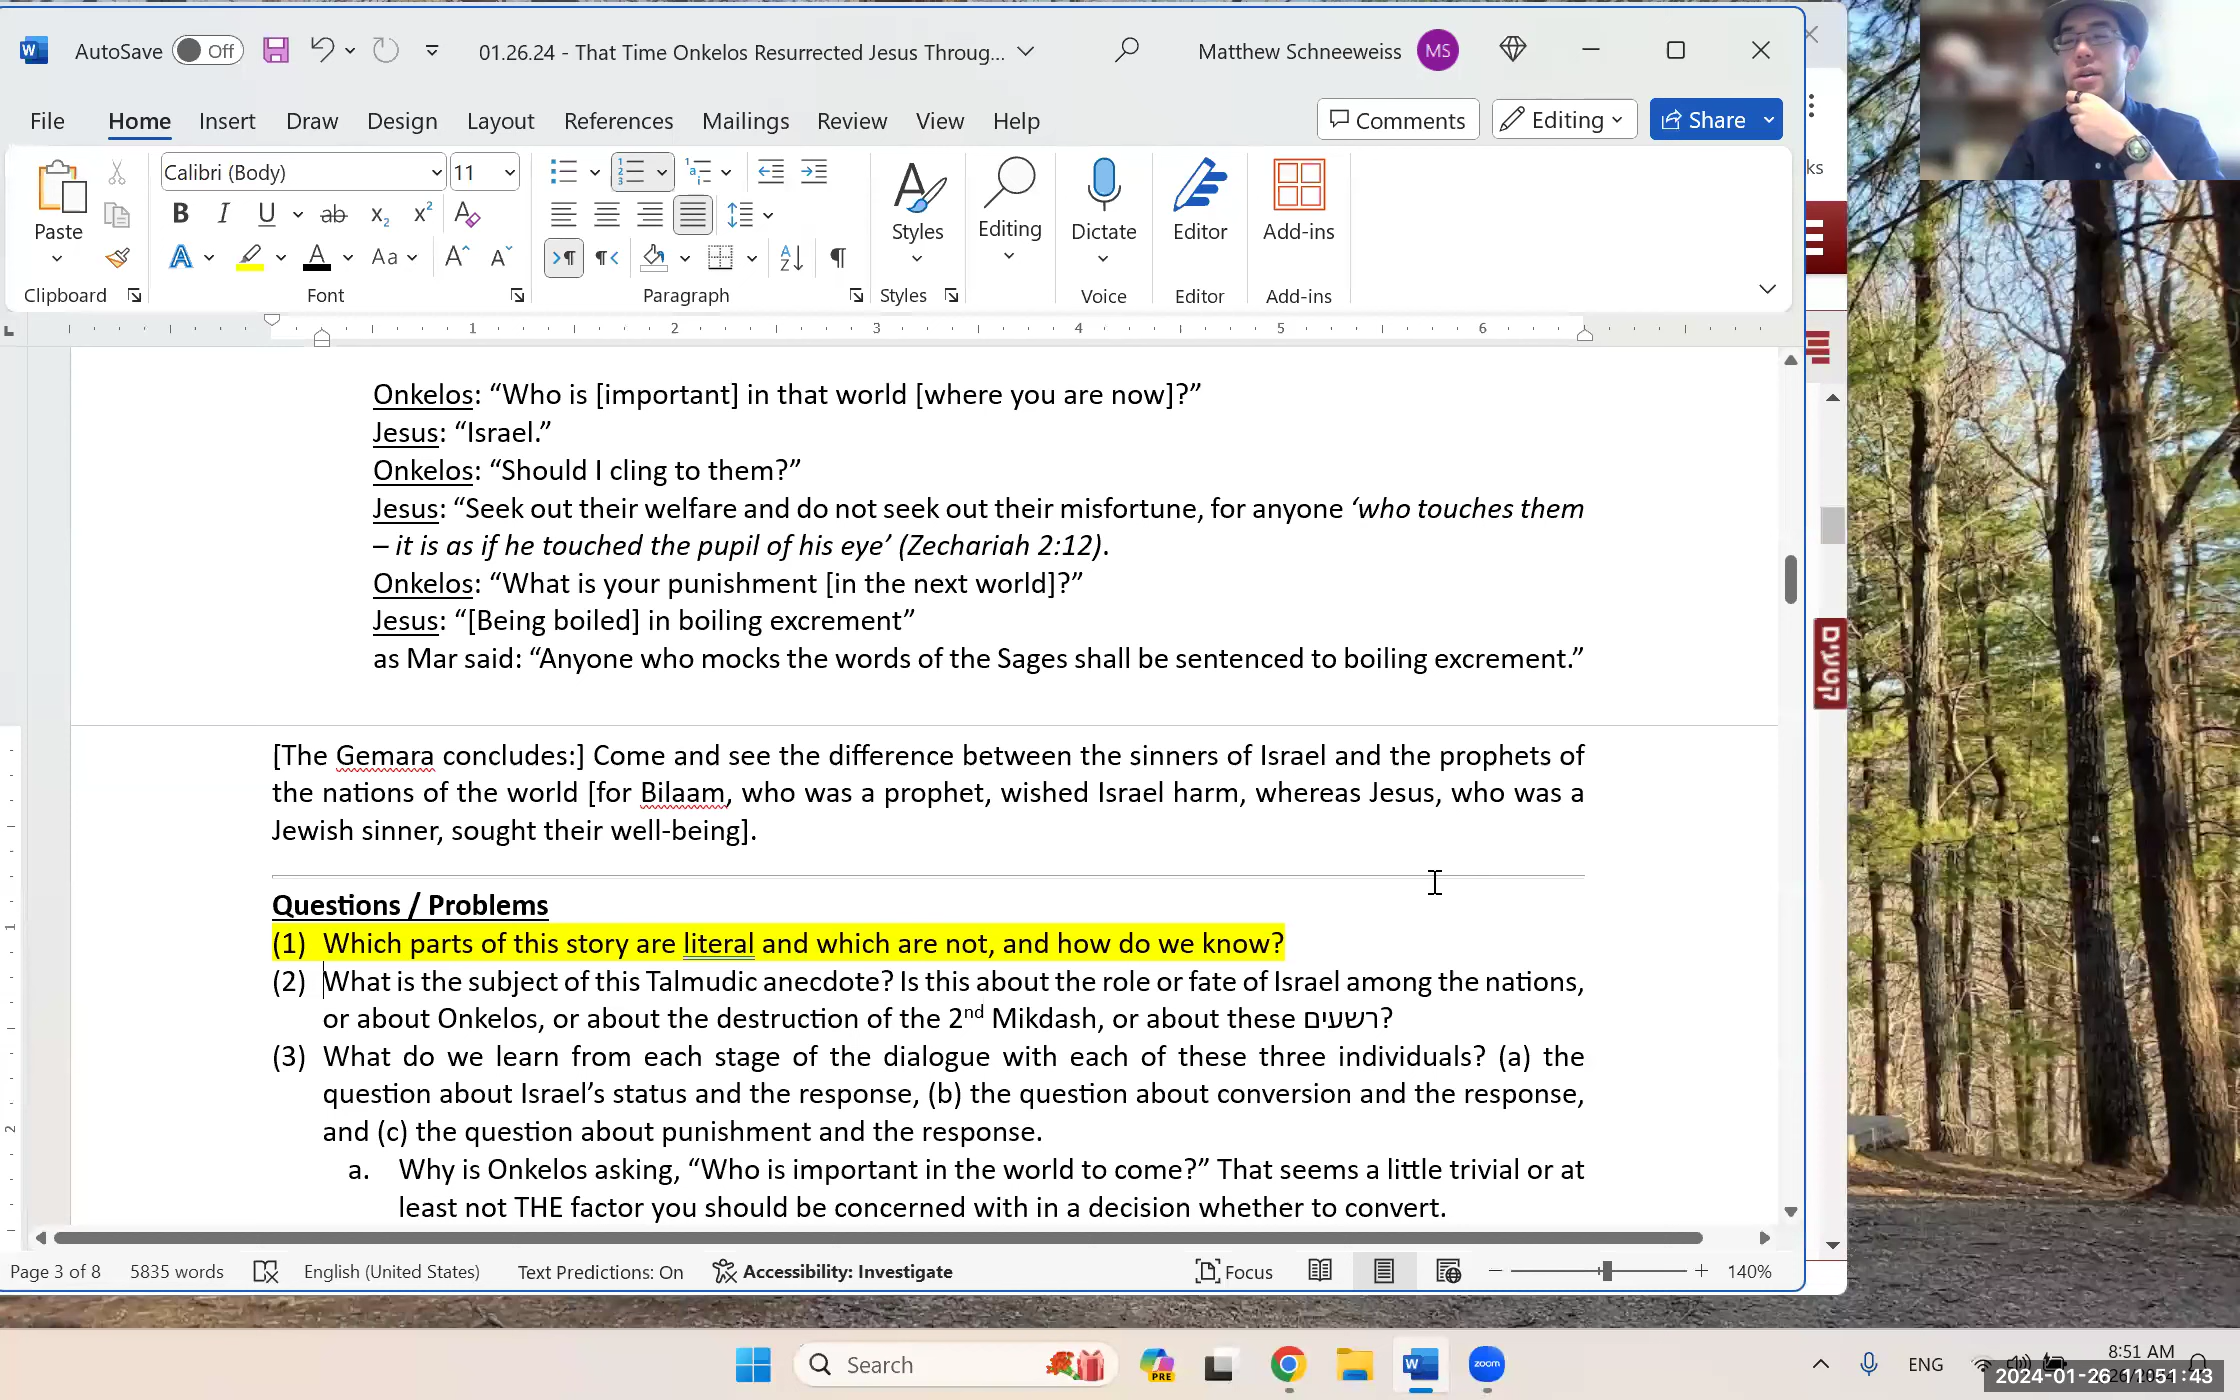 AutoSave Off 01.26.24 - That Time Onkelos Resurrected Jesus Throug... Matthew Schneeweiss MS
File Home Insert Draw Design Layout References Mailings Review View Help Comments Editing Share
ks
Calibri (Body) 11
Paste Styles Editing Dictate Editor Add-ins
Clipboard Font Paragraph Styles Voice Editor Add-ins
1 2 3 4 5 6
Onkelos: “Who is [important] in that world [where you are now]?”
Jesus: “Israel.”
Onkelos: “Should I cling to them?”
Jesus: “Seek out their welfare and do not seek out their misfortune, for anyone ‘who touches them
– it is as if he touched the pupil of his eye’ (Zechariah 2:12).
Onkelos: “What is your punishment [in the next world]?”
Jesus: “[Being boiled] in boiling excrement”
as Mar said: “Anyone who mocks the words of the Sages shall be sentenced to boiling excrement.”
קטעים
[The Gemara concludes:] Come and see the difference between the sinners of Israel and the prophets of
the nations of the world [for Bilaam, who was a prophet, wished Israel harm, whereas Jesus, who was a
Jewish sinner, sought their well-being].
Questions / Problems
(1) Which parts of this story are literal and which are not, and how do we know?
(2) What is the subject of this Talmudic anecdote? Is this about the role or fate of Israel among the nations,
or about Onkelos, or about the destruction of the 2nd Mikdash, or about these רשעים?
(3) What do we learn from each stage of the dialogue with each of these three individuals? (a) the
question about Israel’s status and the response, (b) the question about conversion and the response,
and (c) the question about punishment and the response.
a. Why is Onkelos asking, “Who is important in the world to come?” That seems a little trivial or at
least not THE factor you should be concerned with in a decision whether to convert.
Page 3 of 8 5835 words English (United States) Text Predictions: On Accessibility: Investigate Focus 140%
Search PRE zoom ENG 8:51 AM
2024-01-26 11:51:43